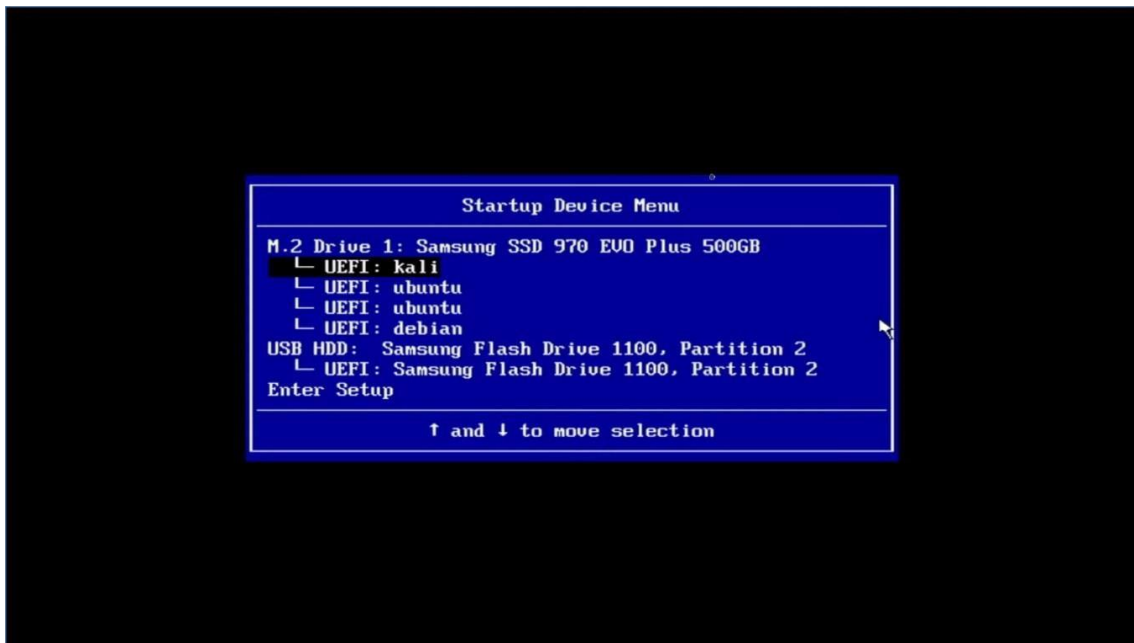 Startup Device Menu
M.2 Drive 1: Samsung SSD 970 EVO Plus 500GB
└─ UEFI: kali
└─ UEFI: ubuntu
└─ UEFI: ubuntu
└─ UEFI: debian
USB HDD: Samsung Flash Drive 1100, Partition 2
└─ UEFI: Samsung Flash Drive 1100, Partition 2
Enter Setup
↑ and ↓ to move selection